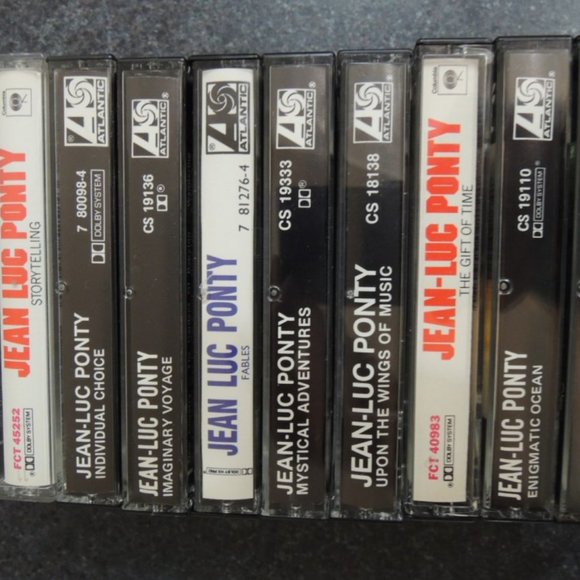 Columbia
JEAN LUC PONTY
STORYTELLING
FCT 45252
DOLBY SYSTEM
ATLANTIC
7 80098-4
DOLBY SYSTEM
JEAN-LUC PONTY
INDIVIDUAL CHOICE
ATLANTIC
CS 19136
JEAN-LUC PONTY
IMAGINARY VOYAGE
ATLANTIC
7 81276-4
JEAN LUC PONTY
FABLES
ATLANTIC
CS 19333
JEAN-LUC PONTY
MYSTICAL ADVENTURES
ATLANTIC
CS 18138
JEAN-LUC PONTY
UPON THE WINGS OF MUSIC
Columbia
JEAN-LUC PONTY
THE GIFT OF TIME
FCT 40983
DOLBY SYSTEM
ATLANTIC
CS 19110
DOLBY SYSTEM
JEAN-LUC PONTY
ENIGMATIC OCEAN